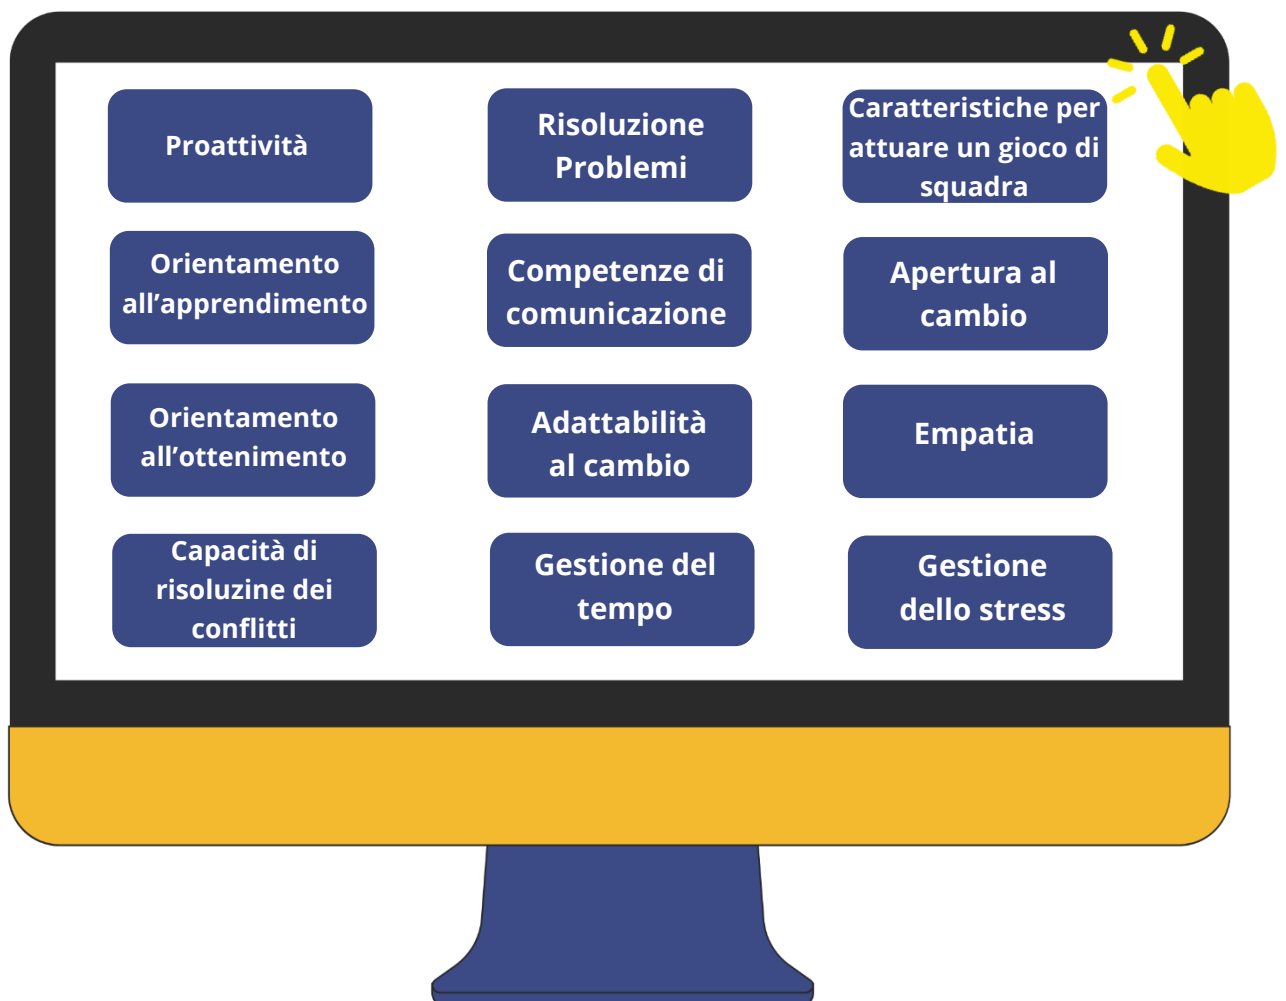 Proattività
Risoluzione
Problemi
Caratteristiche per
attuare un gioco di
squadra
Orientamento
all’apprendimento
Competenze di
comunicazione
Apertura al
cambio
Orientamento
all’ottenimento
Adattabilità
al cambio
Empatia
Capacità di
risoluzine dei
conflitti
Gestione del
tempo
Gestione
dello stress